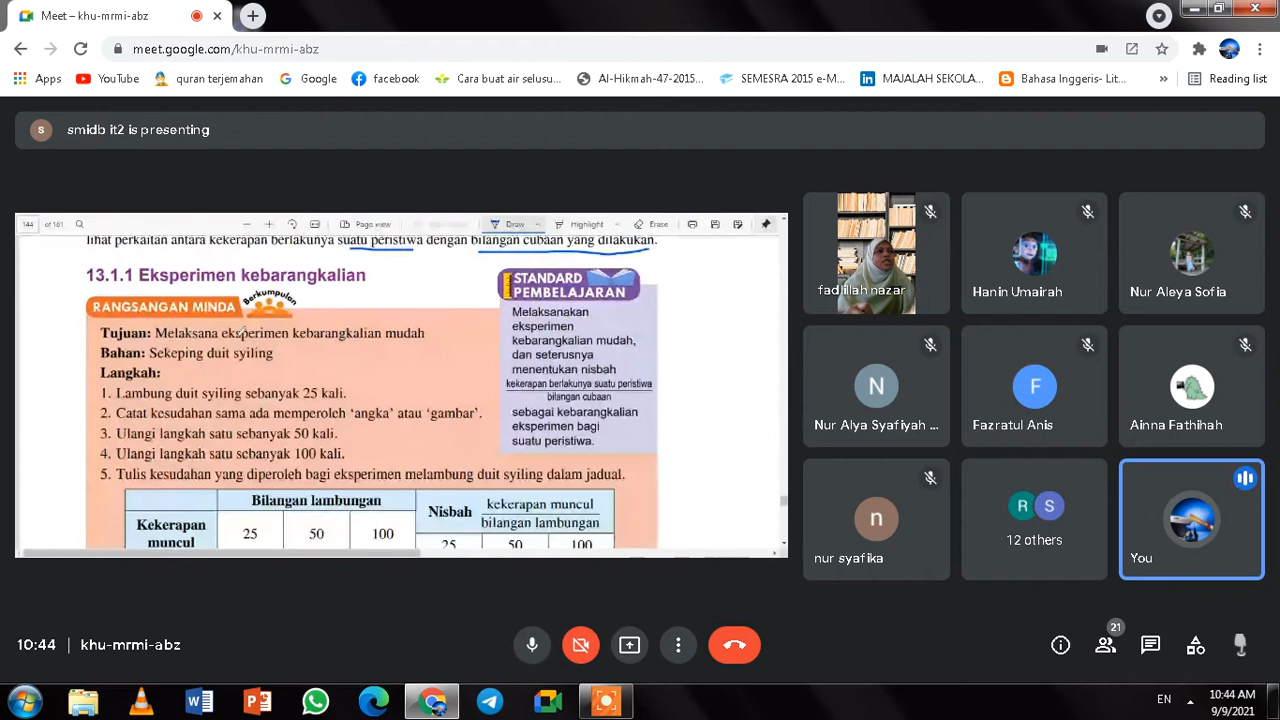 Meet – khu-mrmi-abz
meet.google.com/khu-mrmi-abz
Apps YouTube quran terjemahan Google facebook Cara buat air selusu... Al-Hikmah-47-2015... SEMESRA 2015 e-M... MAJALAH SEKOLA... Bahasa Inggeris- Lit... » Reading list
s smidb it2 is presenting
144 of 161 Page view Draw Highlight Erase
lihat perkaitan antara kekerapan berlakunya suatu peristiwa dengan bilangan cubaan yang dilakukan.
13.1.1 Eksperimen kebarangkalian
RANGSANGAN MINDA Berkumpulan
Tujuan: Melaksana eksperimen kebarangkalian mudah
Bahan: Sekeping duit syiling
Langkah:
1. Lambung duit syiling sebanyak 25 kali.
2. Catat kesudahan sama ada memperoleh ‘angka’ atau ‘gambar’.
3. Ulangi langkah satu sebanyak 50 kali.
4. Ulangi langkah satu sebanyak 100 kali.
5. Tulis kesudahan yang diperoleh bagi eksperimen melambung duit syiling dalam jadual.
Kekerapan
muncul
Bilangan lambungan
25 50 100
Nisbah
kekerapan muncul
bilangan lambungan
25 50 100
STANDARD
PEMBELAJARAN
Melaksanakan
eksperimen
kebarangkalian mudah,
dan seterusnya
menentukan nisbah
kekerapan berlakunya suatu peristiwa
bilangan cubaan
sebagai kebarangkalian
eksperimen bagi
suatu peristiwa.
fadlillah nazar
Hanin Umairah
Nur Aleya Sofia
N
Nur Alya Syafiyah ...
F
Fazratul Anis
Ainna Fathihah
n
nur syafika
R S
12 others
You
10:44 | khu-mrmi-abz
21
EN
10:44 AM
9/9/2021